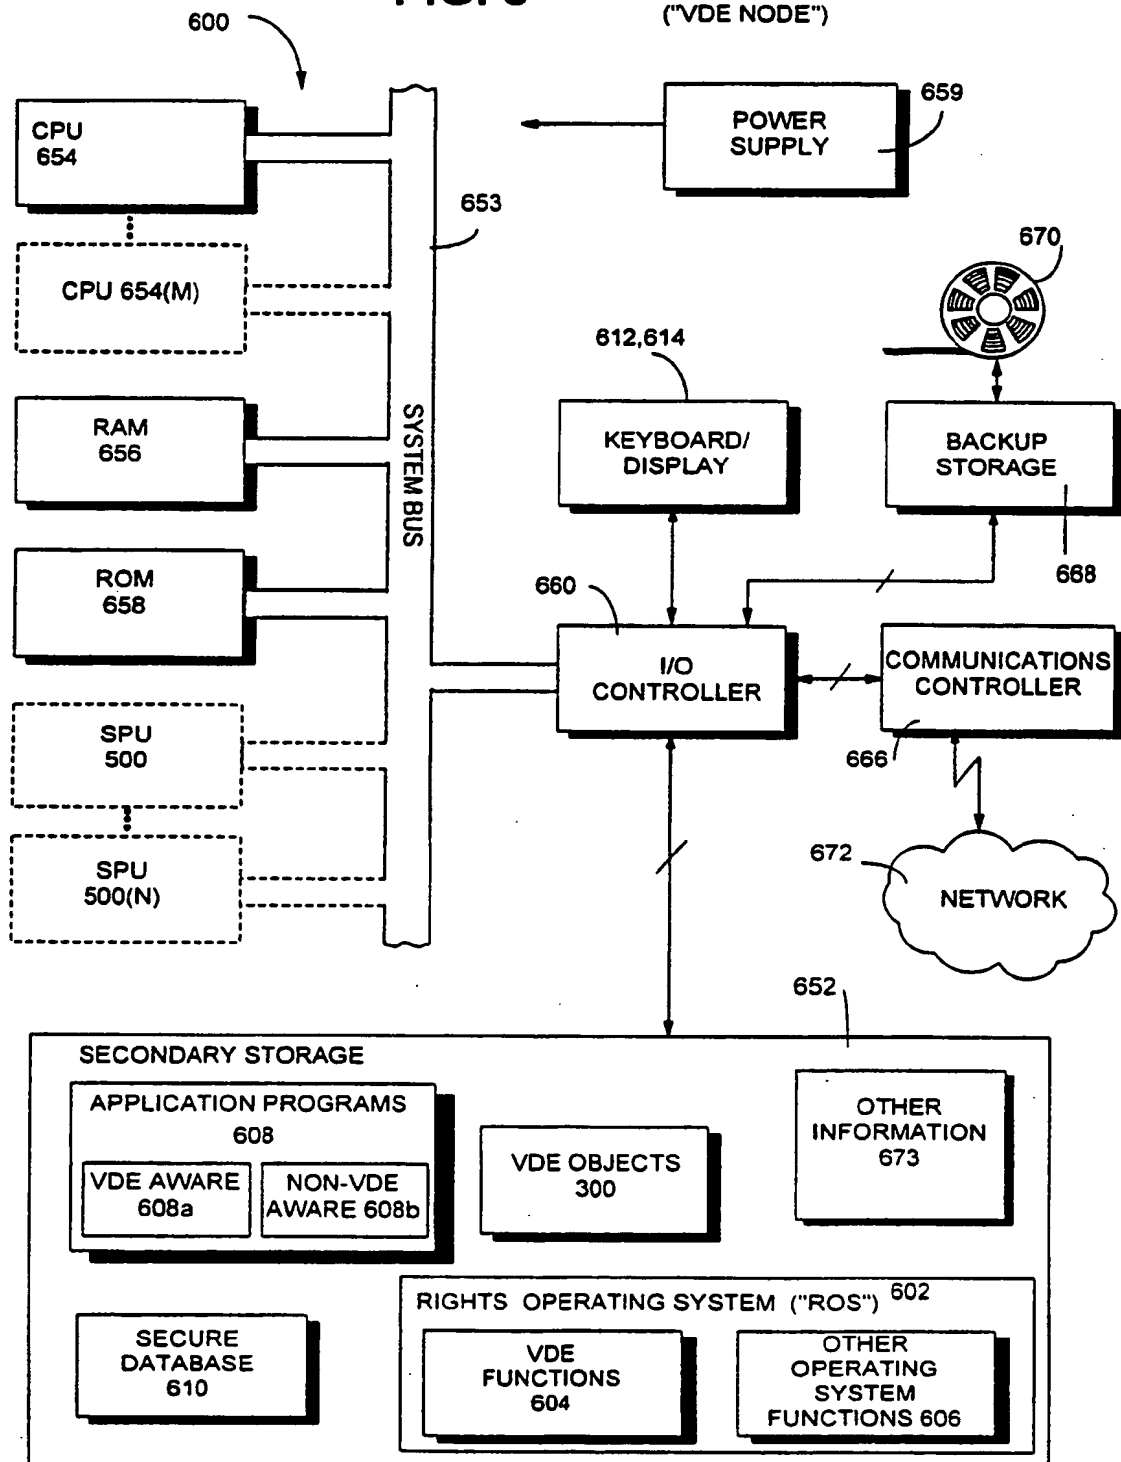 ("VDE NODE")
600
CPU
654
POWER
SUPPLY
659
653
CPU 654(M)
670
612,614
RAM
656
SYSTEM BUS
KEYBOARD/
DISPLAY
BACKUP
STORAGE
668
ROM
658
660
I/O
CONTROLLER
COMMUNICATIONS
CONTROLLER
666
SPU
500
SPU
500(N)
672
NETWORK
652
SECONDARY STORAGE
APPLICATION PROGRAMS
608
VDE AWARE
608a
NON-VDE
AWARE 608b
VDE OBJECTS
300
OTHER
INFORMATION
673
RIGHTS OPERATING SYSTEM ("ROS") 602
SECURE
DATABASE
610
VDE
FUNCTIONS
604
OTHER
OPERATING
SYSTEM
FUNCTIONS 606